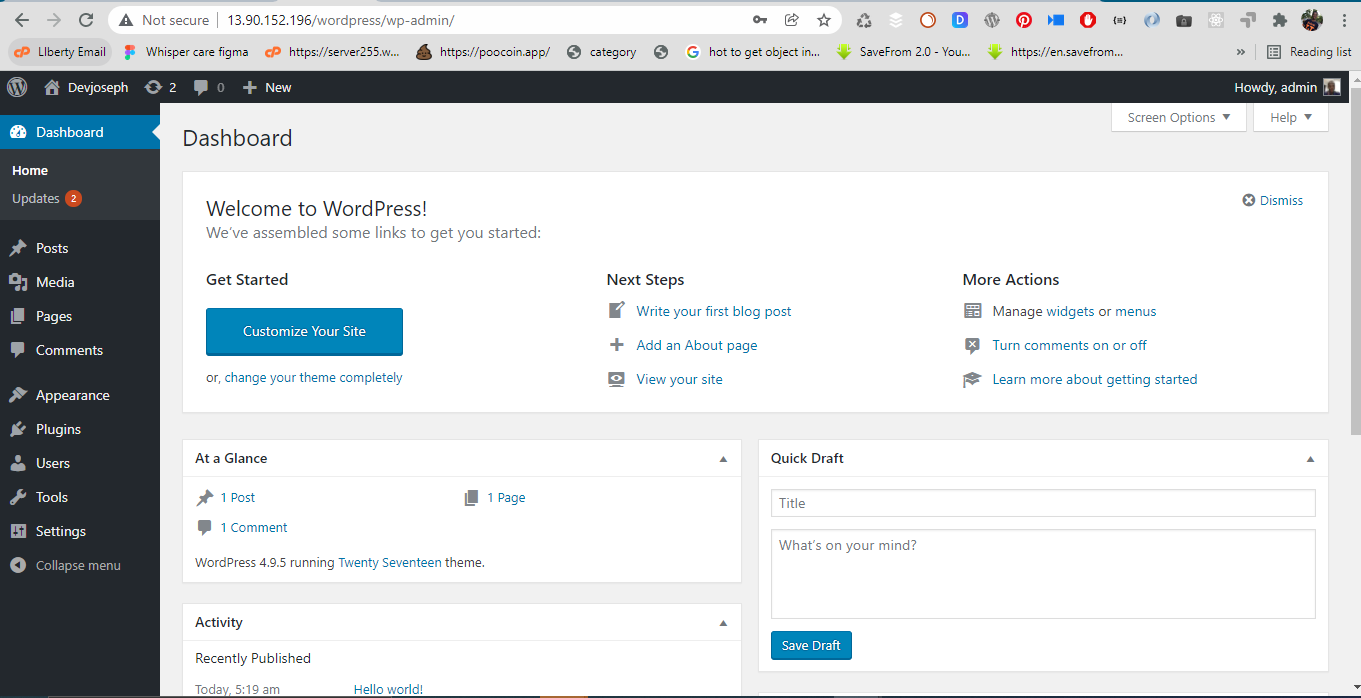 Not secure | 13.90.152.196/wordpress/wp-admin/
LIberty Email
Whisper care figma
https://server255.w...
https://poocoin.app/
category
hot to get object in...
SaveFrom 2.0 - You...
https://en.savefrom...
»
Reading list
Devjoseph
2
0
New
Howdy, admin
Dashboard
Home
Updates 2
Posts
Media
Pages
Comments
Appearance
Plugins
Users
Tools
Settings
Collapse menu
Dashboard
Screen Options
Help
Welcome to WordPress!
We've assembled some links to get you started:
Dismiss
Get Started
Customize Your Site
or, change your theme completely
Next Steps
Write your first blog post
Add an About page
View your site
More Actions
Manage widgets or menus
Turn comments on or off
Learn more about getting started
At a Glance
1 Post
1 Page
1 Comment
WordPress 4.9.5 running Twenty Seventeen theme.
Activity
Recently Published
Today, 5:19 am
Hello world!
Quick Draft
Title
What's on your mind?
Save Draft